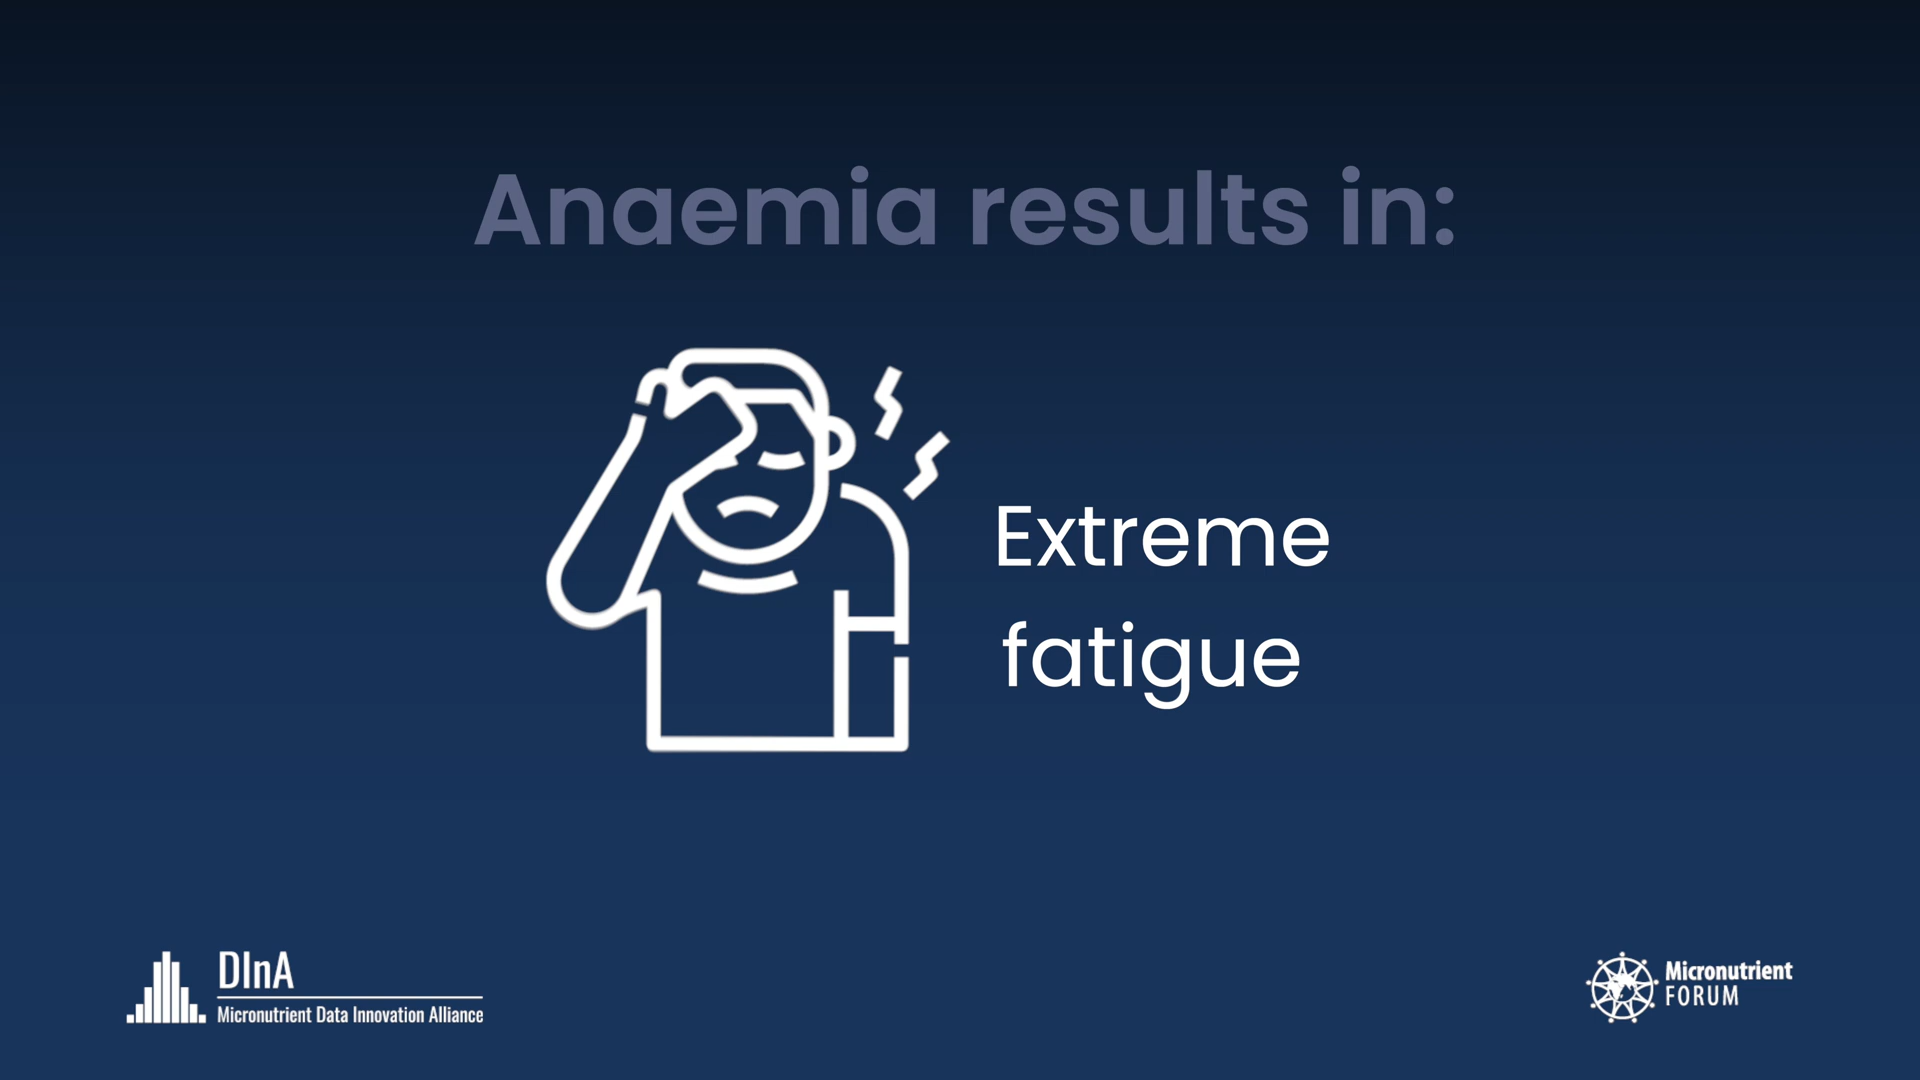 Anaemia results in:
Extreme
fatigue
DInA
Micronutrient Data Innovation Alliance
Micronutrient
FORUM